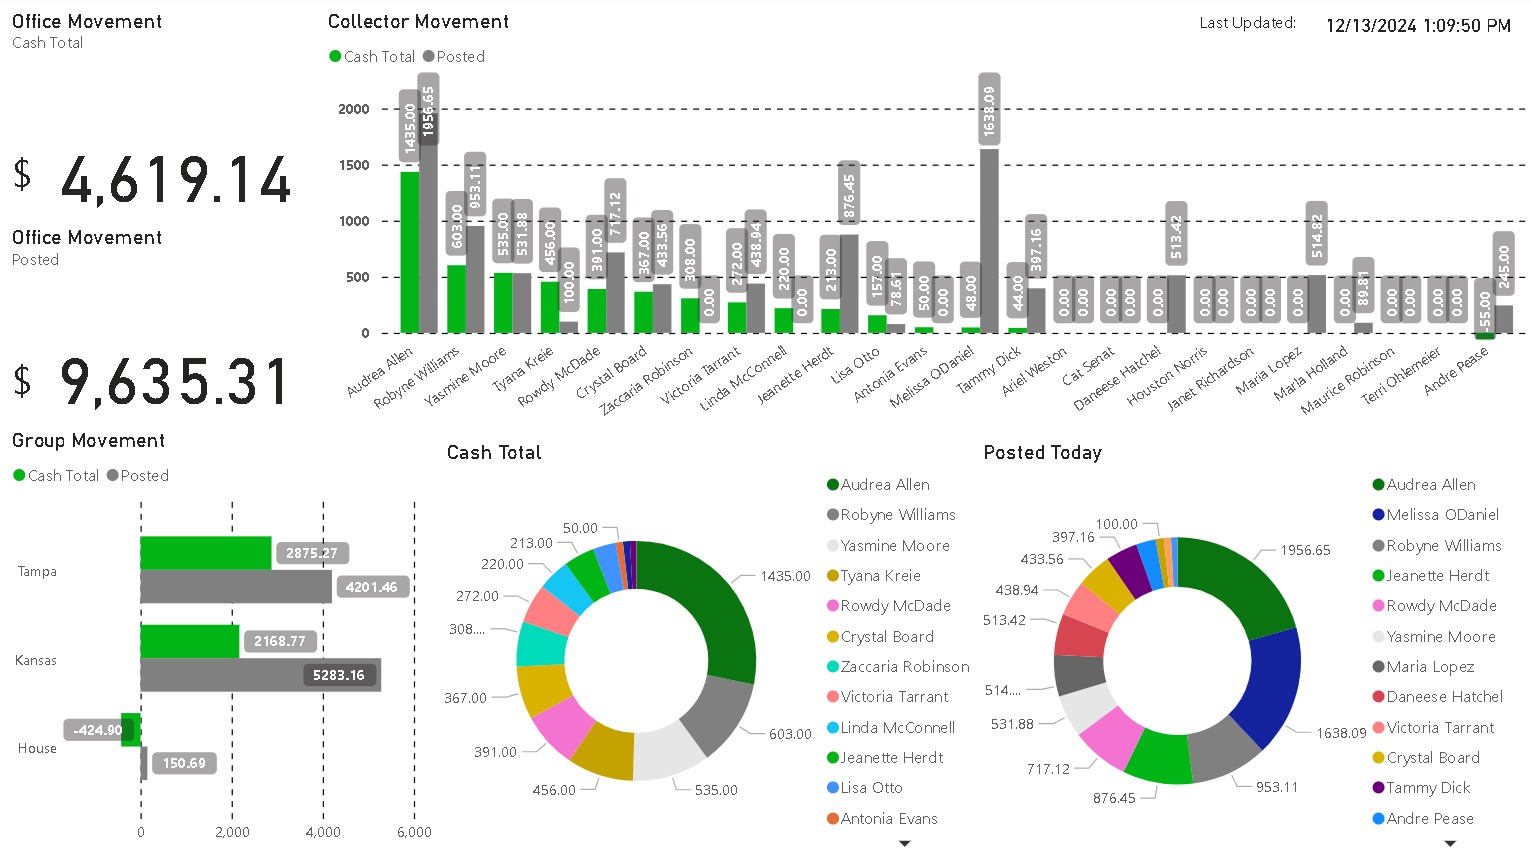 Office Movement
Cash Total
$ 4,619.14
Office Movement
Posted
$ 9,635.31
Collector Movement
Cash Total Posted
Last Updated: 12/13/2024 1:09:50 PM
2000
1500
1000
500
0
1435.00 1956.65
603.00 953.11
535.00 531.88
456.00 100.00
391.00 717.12
367.00 433.56
308.00 0.00
272.00 438.94
220.00 0.00
213.00 876.45
157.00 78.61
50.00 0.00
48.00 1638.09
44.00 397.16
0.00 0.00
0.00 0.00
0.00 513.42
0.00 0.00
0.00 0.00
0.00 514.82
0.00 89.81
0.00 0.00
0.00 0.00
-55.00 245.00
Audrea Allen
Robyne Williams
Yasmine Moore
Tyana Kreie
Rowdy McDade
Crystal Board
Zaccaria Robinson
Victoria Tarrant
Linda McConnell
Jeanette Herdt
Lisa Otto
Antonia Evans
Melissa ODaniel
Tammy Dick
Ariel Weston
Cat Senat
Daneese Hatchel
Houston Norris
Janet Richardson
Maria Lopez
Marla Holland
Maurice Robinson
Terri Ohlemeier
Andre Pease
Group Movement
Cash Total Posted
Tampa
2875.27
4201.46
Kansas
2168.77
5283.16
House
-424.90
150.69
0 2,000 4,000 6,000
Cash Total
50.00
213.00
220.00
272.00
308....
367.00
391.00
456.00
535.00
603.00
1435.00
Audrea Allen
Robyne Williams
Yasmine Moore
Tyana Kreie
Rowdy McDade
Crystal Board
Zaccaria Robinson
Victoria Tarrant
Linda McConnell
Jeanette Herdt
Lisa Otto
Antonia Evans
Posted Today
100.00
397.16
433.56
438.94
513.42
514....
531.88
717.12
876.45
953.11
1638.09
1956.65
Audrea Allen
Melissa ODaniel
Robyne Williams
Jeanette Herdt
Rowdy McDade
Yasmine Moore
Maria Lopez
Daneese Hatchel
Victoria Tarrant
Crystal Board
Tammy Dick
Andre Pease